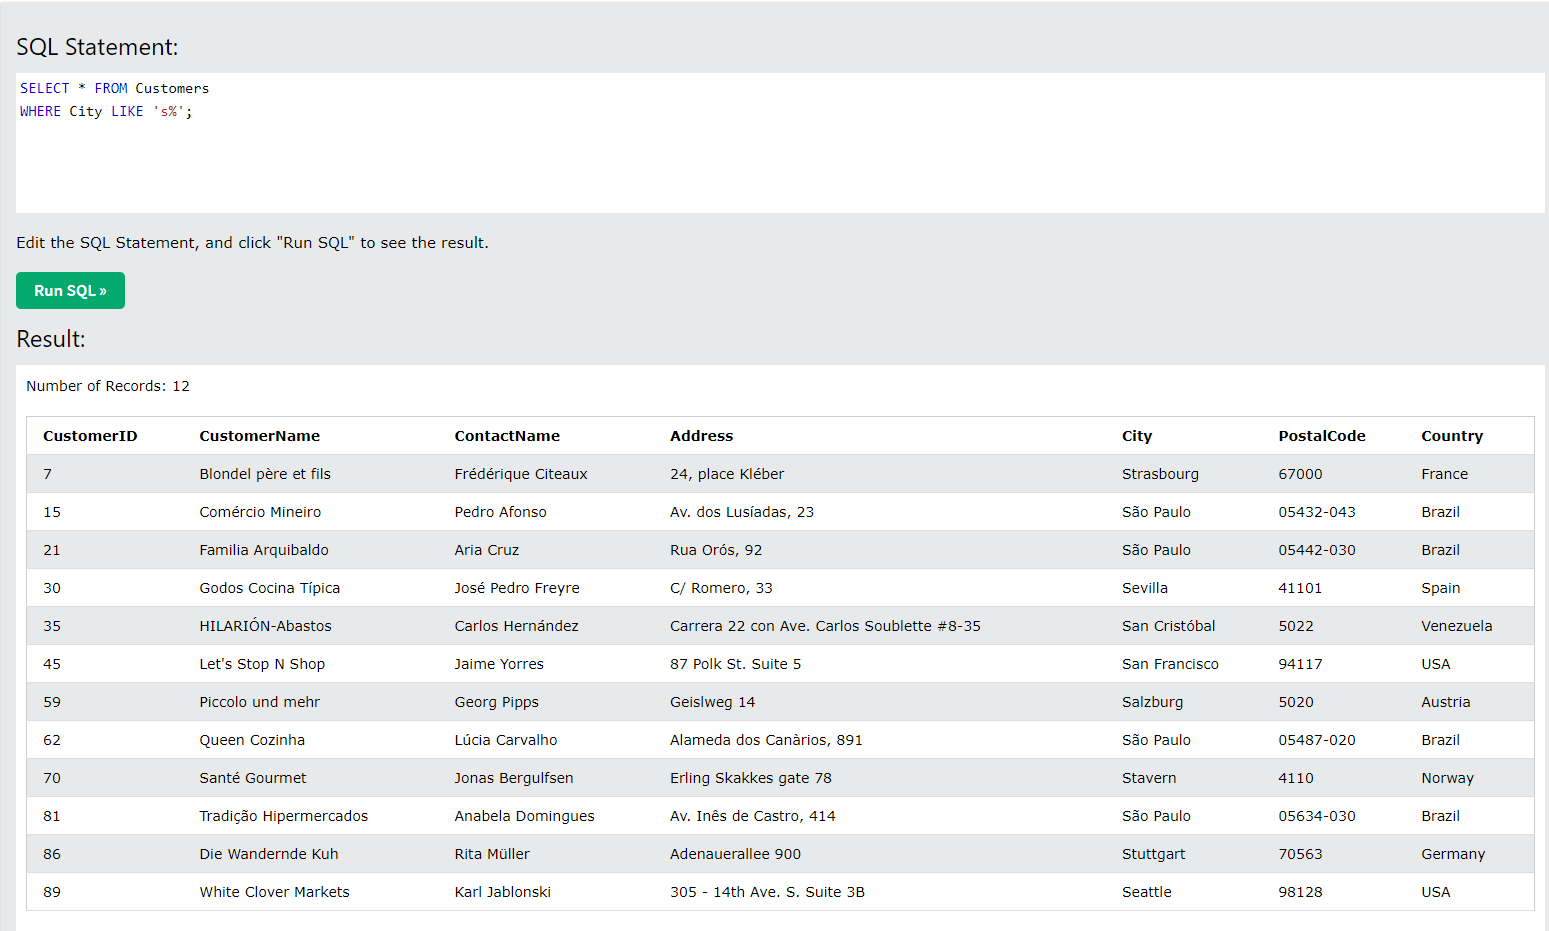 SQL Statement:
SELECT * FROM Customers
WHERE City LIKE 's%';
Edit the SQL Statement, and click "Run SQL" to see the result.
Run SQL »
Result:
Number of Records: 12
CustomerID CustomerName ContactName Address City PostalCode Country
7 Blondel père et fils Frédérique Citeaux 24, place Kléber Strasbourg 67000 France
15 Comércio Mineiro Pedro Afonso Av. dos Lusíadas, 23 São Paulo 05432-043 Brazil
21 Familia Arquibaldo Aria Cruz Rua Orós, 92 São Paulo 05442-030 Brazil
30 Godos Cocina Típica José Pedro Freyre C/ Romero, 33 Sevilla 41101 Spain
35 HILARIÓN-Abastos Carlos Hernández Carrera 22 con Ave. Carlos Soublette #8-35 San Cristóbal 5022 Venezuela
45 Let's Stop N Shop Jaime Yorres 87 Polk St. Suite 5 San Francisco 94117 USA
59 Piccolo und mehr Georg Pipps Geislweg 14 Salzburg 5020 Austria
62 Queen Cozinha Lúcia Carvalho Alameda dos Canàrios, 891 São Paulo 05487-020 Brazil
70 Santé Gourmet Jonas Bergulfsen Erling Skakkes gate 78 Stavern 4110 Norway
81 Tradição Hipermercados Anabela Domingues Av. Inês de Castro, 414 São Paulo 05634-030 Brazil
86 Die Wandernde Kuh Rita Müller Adenauerallee 900 Stuttgart 70563 Germany
89 White Clover Markets Karl Jablonski 305 - 14th Ave. S. Suite 3B Seattle 98128 USA